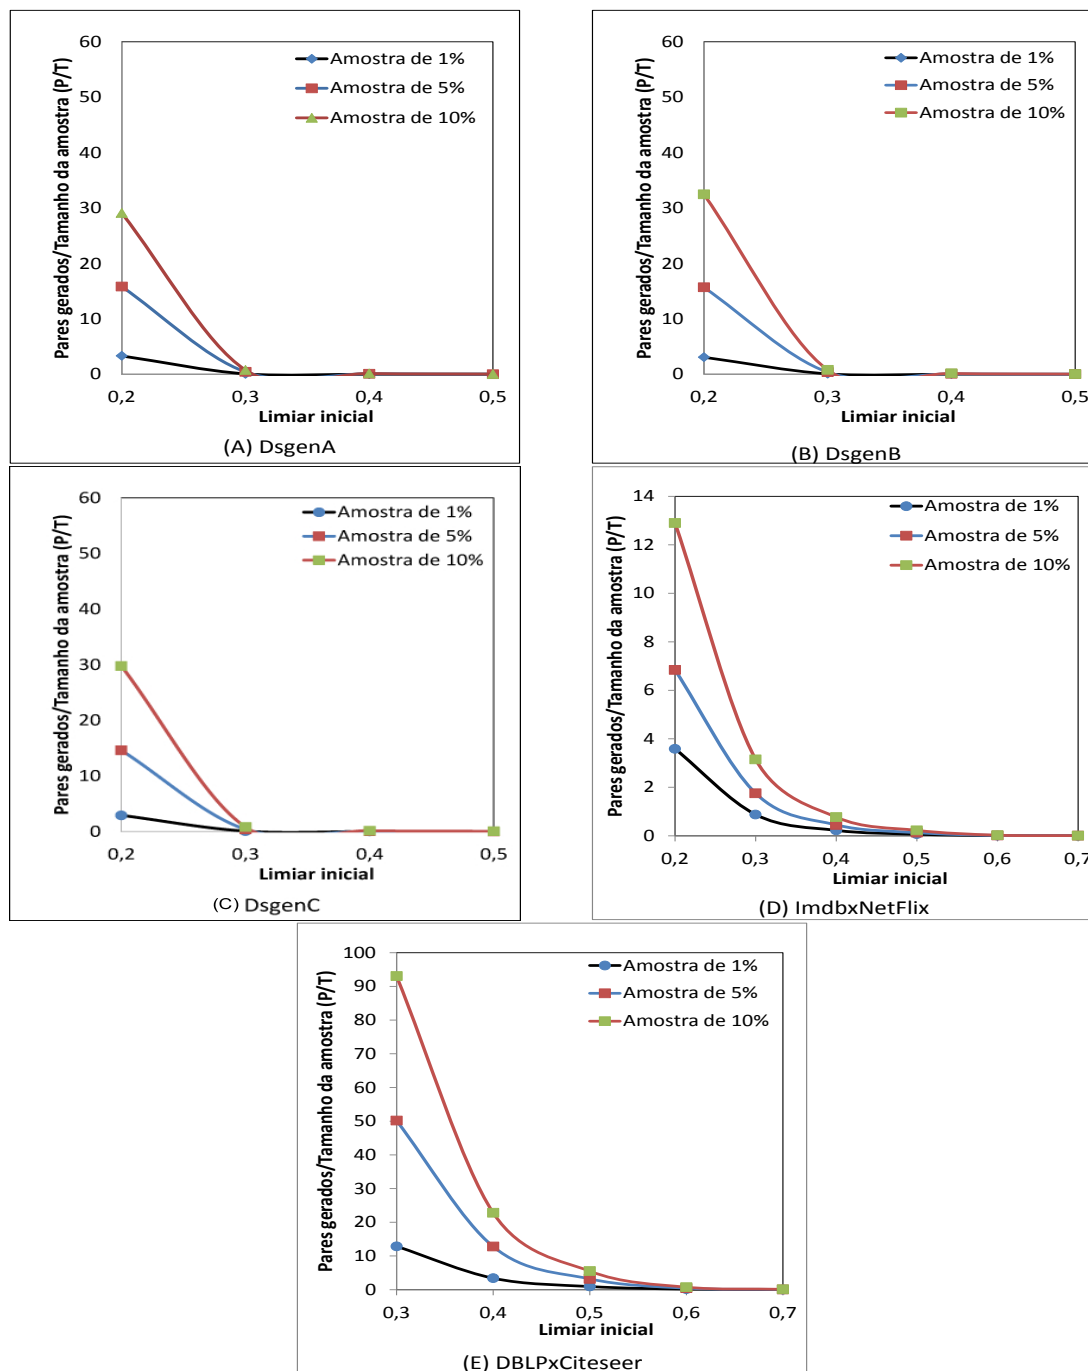 Pares gerados/Tamanho da amostra (P/T)
60
50
40
30
20
10
0
0,2
0,3
0,4
0,5
Limiar inicial
Amostra de 1%
Amostra de 5%
Amostra de 10%
(A) DsgenA
Pares gerados/Tamanho da amostra (P/T)
60
50
40
30
20
10
0
0,2
0,3
0,4
0,5
Limiar inicial
Amostra de 1%
Amostra de 5%
Amostra de 10%
(B) DsgenB
Pares gerados/Tamanho da amostra (P/T)
60
50
40
30
20
10
0
0,2
0,3
0,4
0,5
Limiar inicial
Amostra de 1%
Amostra de 5%
Amostra de 10%
(C) DsgenC
Pares gerados/Tamanho da amostra (P/T)
14
12
10
8
6
4
2
0
0,2
0,3
0,4
0,5
0,6
0,7
Limiar inicial
Amostra de 1%
Amostra de 5%
Amostra de 10%
(D) ImdbxNetFlix
Pares gerados/Tamanho da amostra (P/T)
100
90
80
70
60
50
40
30
20
10
0
0,3
0,4
0,5
0,6
0,7
Limiar inicial
Amostra de 1%
Amostra de 5%
Amostra de 10%
(E) DBLPxCiteseer